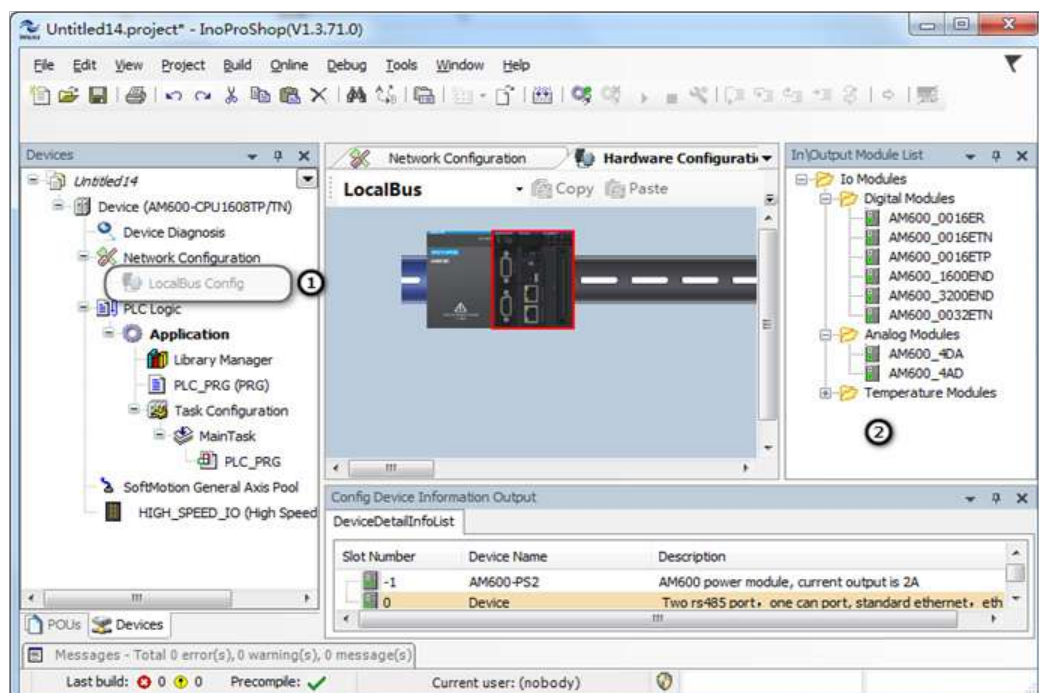 Untitled14.project* - InoProShop(V1.3.71.0)
File Edit View Project Build Online Debug Tools Window Help
Devices
Untitled14
Device (AM600-CPU1608TP/TN)
Device Diagnosis
Network Configuration
LocalBus Config
1
PLC Logic
Application
Library Manager
PLC_PRG (PRG)
Task Configuration
MainTask
PLC_PRG
SoftMotion General Axis Pool
HIGH_SPEED_IO (High Speed
POUs Devices
Network Configuration
Hardware Configurati
LocalBus
Copy Paste
In\Output Module List
Io Modules
Digital Modules
AM600_0016ER
AM600_0016ETN
AM600_0016ETP
AM600_1600END
AM600_3200END
AM600_0032ETN
Analog Modules
AM600_4DA
AM600_4AD
Temperature Modules
2
Config Device Information Output
DeviceDetailInfoList
Slot Number Device Name Description
-1 AM600-PS2 AM600 power module, current output is 2A
0 Device Two rs485 port, one can port, standard ethernet, eth
Messages - Total 0 error(s), 0 warning(s), 0 message(s)
Last build: 0 0 Precompile: Current user: (nobody)